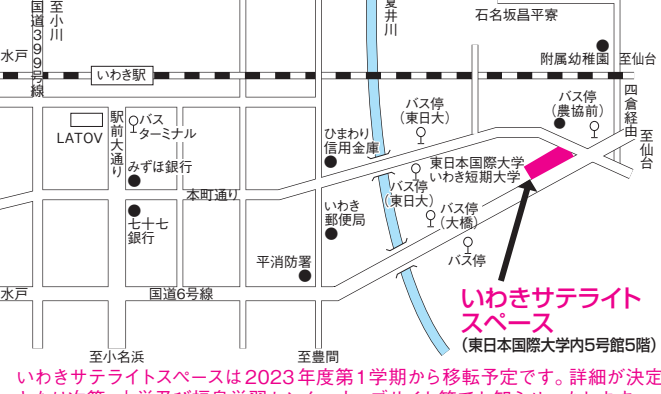 至小川
国道399号線
夏井川
石名坂昌平寮
水戸
いわき駅
附属幼稚園
至仙台
四倉経由
至仙台
LATOV
駅前大通り
バス
ターミナル
みずほ銀行
ひまわり
信用金庫
バス停
(東日大)
バス停
(農協前)
東日本国際大学
いわき短期大学
バス停
(東日大)
本町通り
七十七
銀行
いわき
郵便局
バス停
(大橋)
バス停
平消防署
水戸
国道6号線
いわきサテライト
スペース
(東日本国際大学内5号館5階)
至小名浜
至豊間
いわきサテライトスペースは2023年度第1学期から移転予定です。詳細が決定